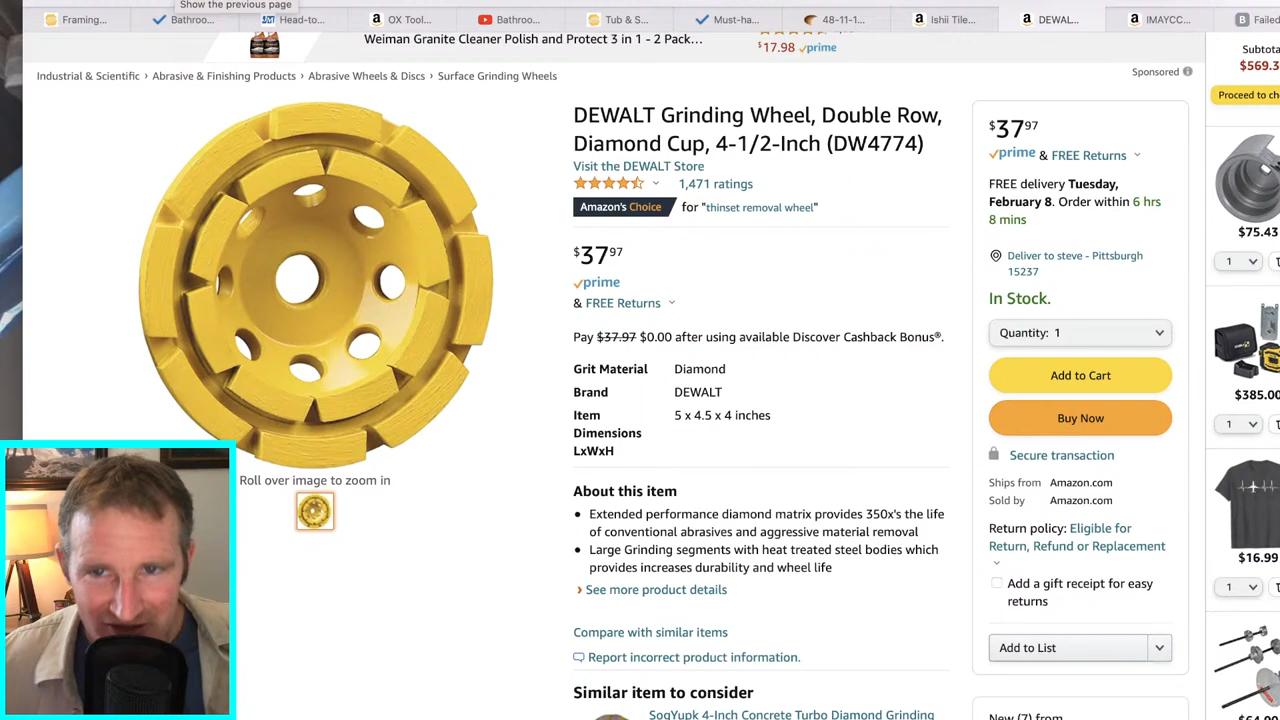 Show the previous page
Framing...
Bathroo...
Head-to...
OX Tool...
Bathroo...
Tub & S...
Must-ha...
48-11-1...
Ishii Tile...
DEWAL...
IMAYCC...
Failed
Weiman Granite Cleaner Polish and Protect 3 in 1 - 2 Pack...
$17.98 prime
Sponsored
Industrial & Scientific › Abrasive & Finishing Products › Abrasive Wheels & Discs › Surface Grinding Wheels
Roll over image to zoom in
DEWALT Grinding Wheel, Double Row,
Diamond Cup, 4-1/2-Inch (DW4774)
Visit the DEWALT Store
1,471 ratings
Amazon's Choice for "thinset removal wheel"
$37 97
prime
& FREE Returns
Pay $37.97 $0.00 after using available Discover Cashback Bonus®.
Grit Material Diamond
Brand DEWALT
Item 5 x 4.5 x 4 inches
Dimensions
LxWxH
About this item
• Extended performance diamond matrix provides 350x's the life
of conventional abrasives and aggressive material removal
• Large Grinding segments with heat treated steel bodies which
provides increases durability and wheel life
› See more product details
Compare with similar items
Report incorrect product information.
Similar item to consider
SogYupk 4-Inch Concrete Turbo Diamond Grinding
$37 97
prime & FREE Returns
FREE delivery Tuesday,
February 8. Order within 6 hrs
8 mins
Deliver to steve - Pittsburgh
15237
In Stock.
Quantity: 1
Add to Cart
Buy Now
Secure transaction
Ships from Amazon.com
Sold by Amazon.com
Return policy: Eligible for
Return, Refund or Replacement
Add a gift receipt for easy
returns
Add to List
New (7) from
Subtota
$569.3
Proceed to ch
$75.43
1
$385.00
1
$16.99
1